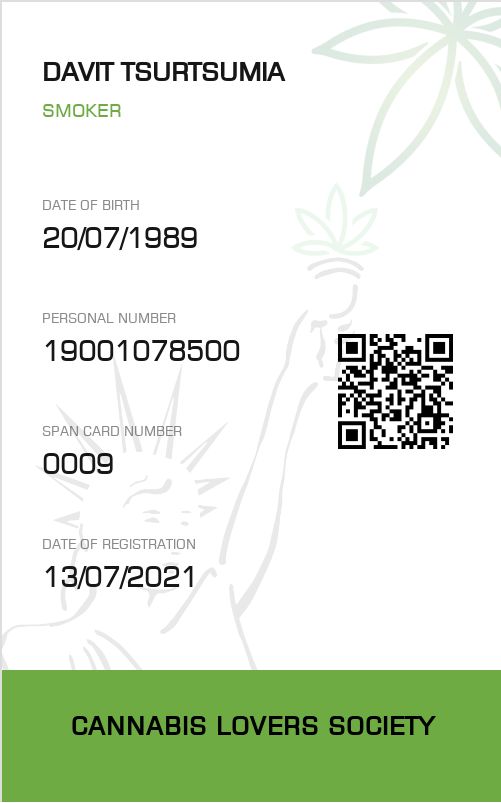 DAVIT TSURTSUMIA
SMOKER
DATE OF BIRTH
20/07/1989
PERSONAL NUMBER
19001078500
SPAN CARD NUMBER
0009
DATE OF REGISTRATION
13/07/2021
CANNABIS LOVERS SOCIETY